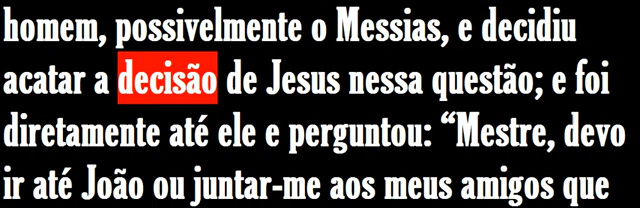 homem, possivelmente o Messias, e decidiu
acatar a decisão de Jesus nessa questão; e foi
diretamente até ele e perguntou: “Mestre, devo
ir até João ou juntar-me aos meus amigos que